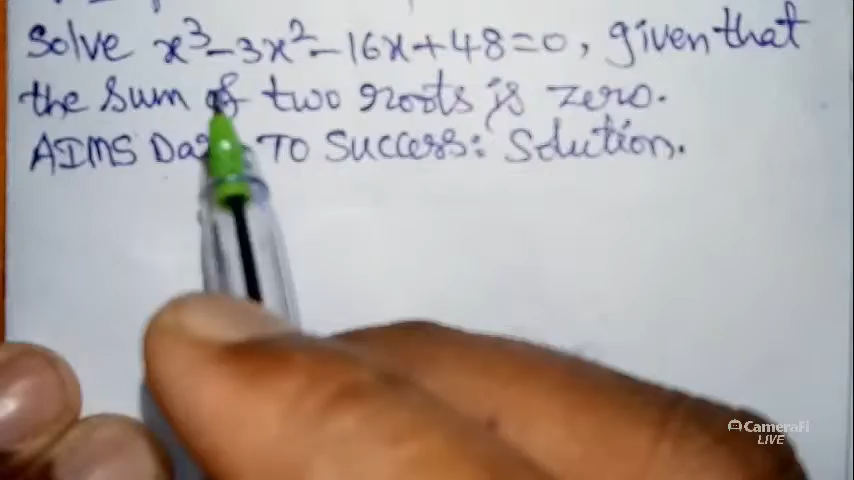 Solve x³-3x²-16x+48=0, given that
the sum of two roots is zero.
AIMS TO SUCCESS: Solution.
CameraFi
LIVE